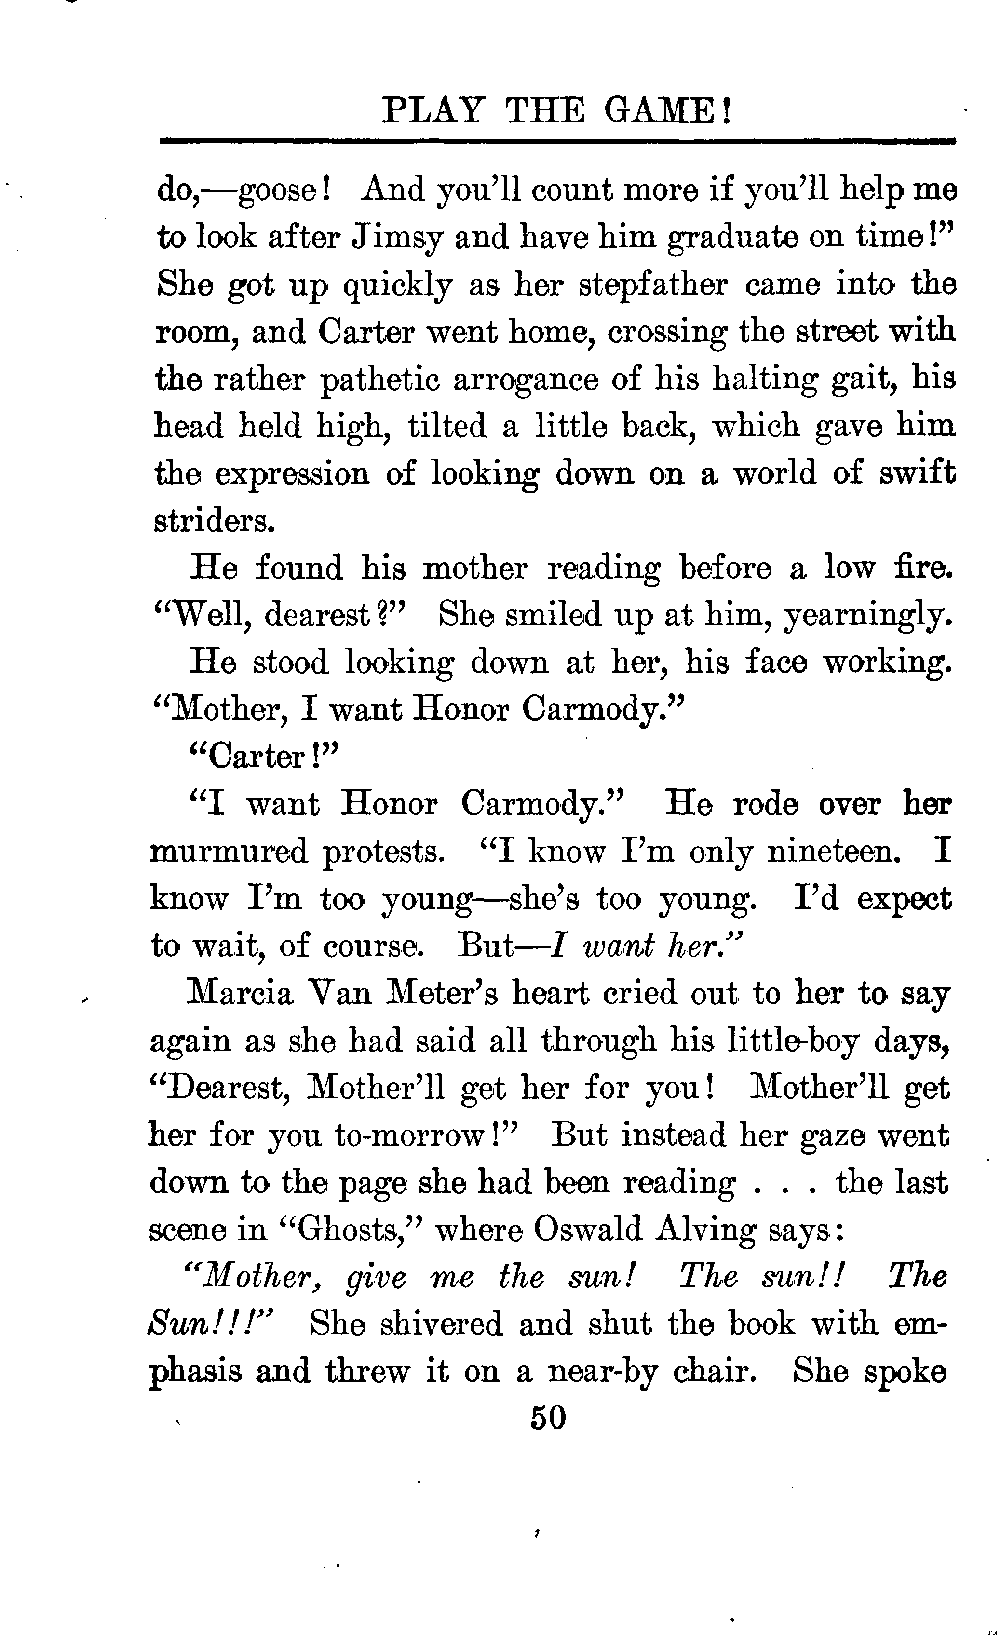 PLAY THE GAME!
do,—goose! And you'll count more if you'll help me
to look after Jimsy and have him graduate on time!"
She got up quickly as her stepfather came into the
room, and Carter went home, crossing the street with
the rather pathetic arrogance of his halting gait, his
head held high, tilted a little back, which gave him
the expression of looking down on a world of swift
striders.
He found his mother reading before a low fire.
"Well, dearest?" She smiled up at him, yearningly.
He stood looking down at her, his face working.
"Mother, I want Honor Carmody."
"Carter!"
"I want Honor Carmody." He rode over her
murmured protests. "I know I'm only nineteen. I
know I'm too young—she's too young. I'd expect
to wait, of course. But—I want her."
Marcia Van Meter's heart cried out to her to say
again as she had said all through his little-boy days,
"Dearest, Mother'll get her for you! Mother'll get
her for you to-morrow!" But instead her gaze went
down to the page she had been reading . . . the last
scene in "Ghosts," where Oswald Alving says:
"Mother, give me the sun! The sun!! The
Sun!!!" She shivered and shut the book with em-
phasis and threw it on a near-by chair. She spoke
50